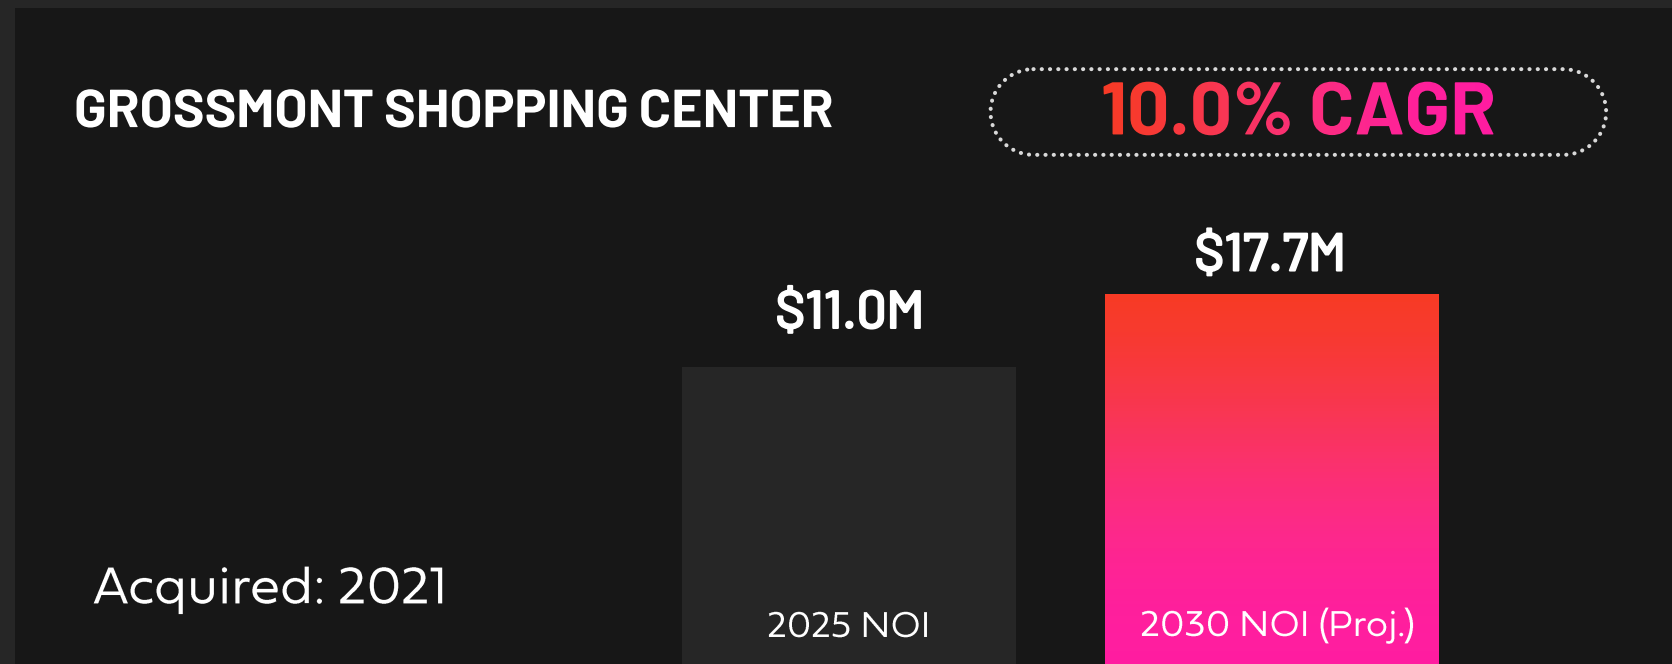 GROSSMONT SHOPPING CENTER
10.0% CAGR
$17.7M
$11.0M
Acquired: 2021
2025 NOI
2030 NOI (Proj.)